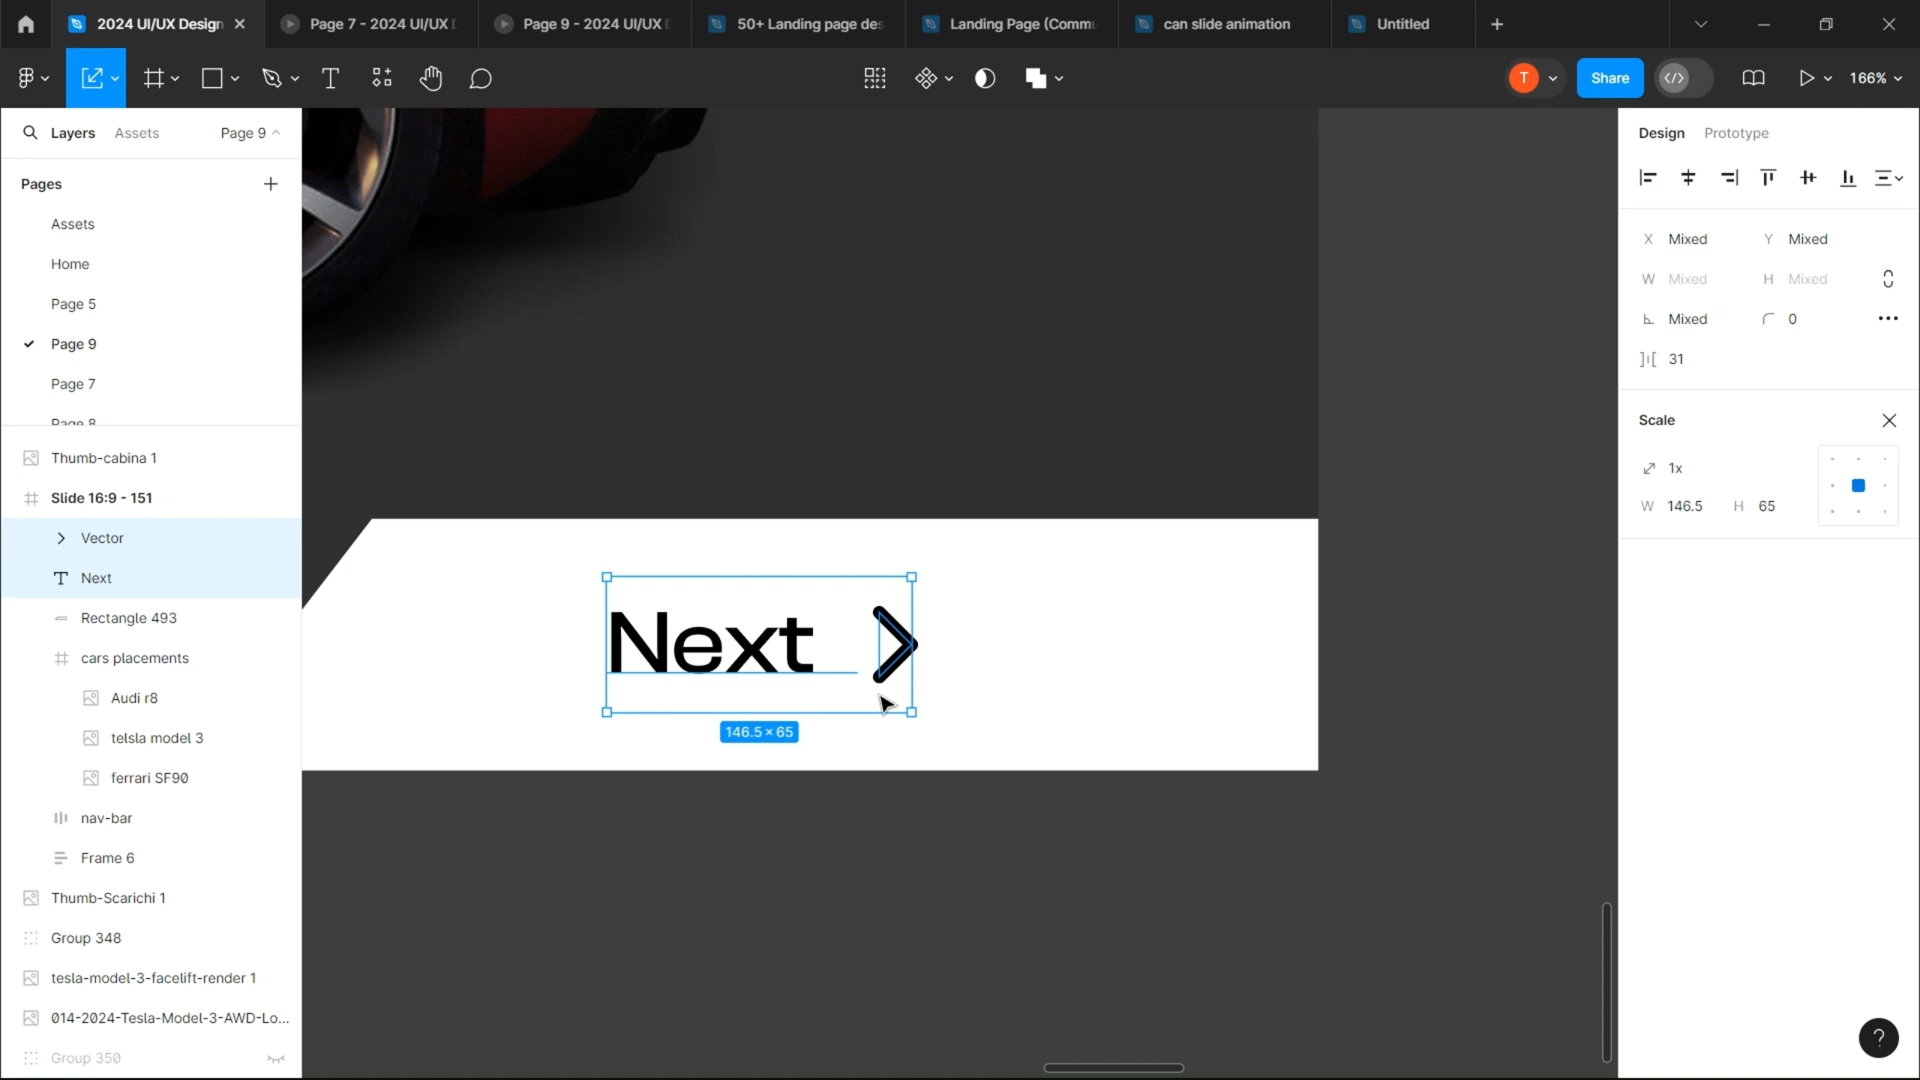 2024 UI/UX Design
Page 7 - 2024 UI/UX D
Page 9 - 2024 UI/UX D
50+ Landing page des
Landing Page (Commu
can slide animation
Untitled
T
Share
166%
Layers
Assets
Page 9
Pages
Assets
Home
Page 5
Page 9
Page 7
Page 8
Thumb-cabina 1
Slide 16:9 - 151
Vector
Next
Rectangle 493
cars placements
Audi r8
telsla model 3
ferrari SF90
nav-bar
Frame 6
Thumb-Scarichi 1
Group 348
tesla-model-3-facelift-render 1
014-2024-Tesla-Model-3-AWD-Lo...
Group 350
Next
146.5 × 65
Design
Prototype
X Mixed
Y Mixed
W Mixed
H Mixed
Mixed
0
31
Scale
1x
W 146.5
H 65
?